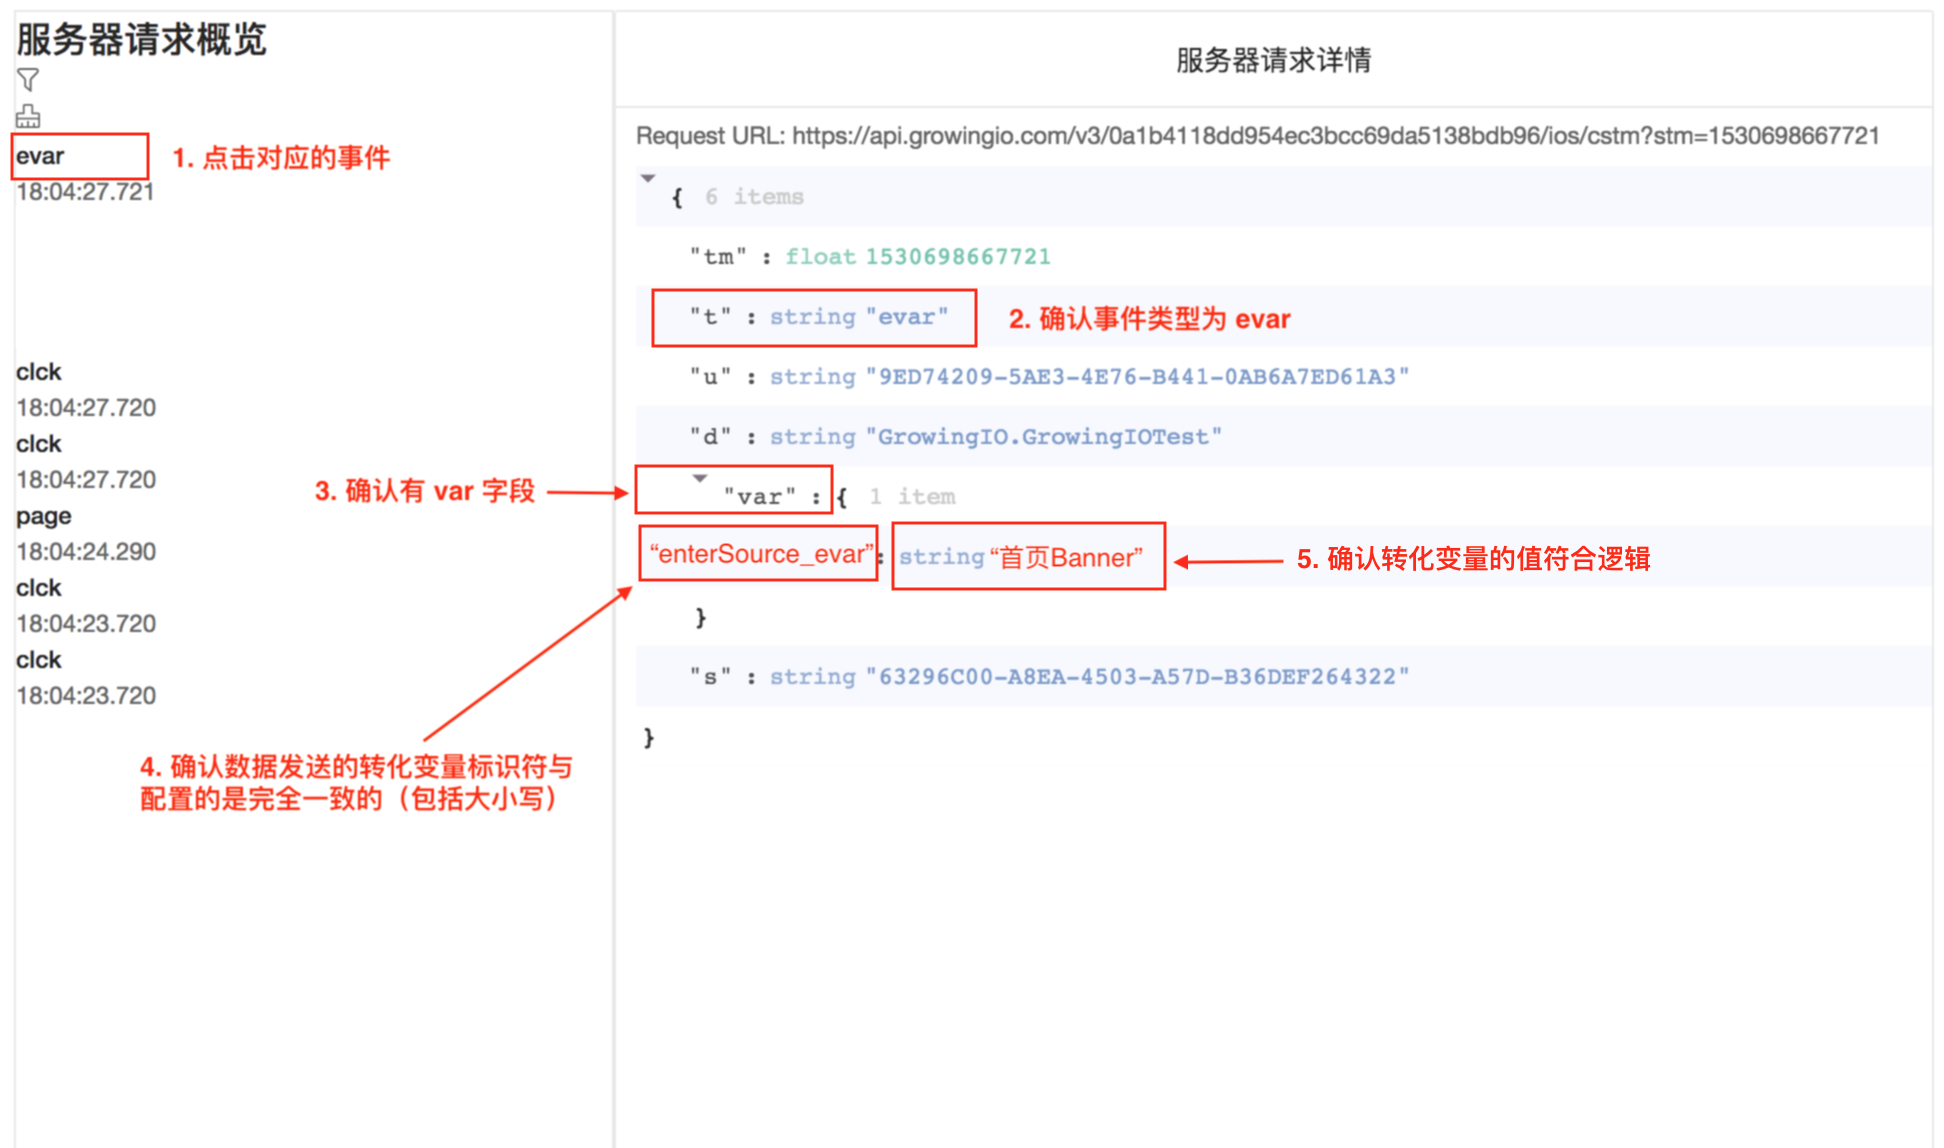 服务器请求概览
evar
1. 点击对应的事件
18:04:27.721
clck
18:04:27.720
clck
18:04:27.720
page
18:04:24.290
clck
18:04:23.720
clck
18:04:23.720
服务器请求详情
Request URL: https://api.growingio.com/v3/0a1b4118dd954ec3bcc69da5138bdb96/ios/cstm?stm=1530698667721
{ 6 items
"tm" : float 1530698667721
"t" : string "evar"
2. 确认事件类型为 evar
"u" : string "9ED74209-5AE3-4E76-B441-0AB6A7ED61A3"
"d" : string "GrowingIO.GrowingIOTest"
3. 确认有 var 字段
"var" : { 1 item
“enterSource_evar” : string “首页Banner”
5. 确认转化变量的值符合逻辑
}
"s" : string "63296C00-A8EA-4503-A57D-B36DEF264322"
}
4. 确认数据发送的转化变量标识符与
配置的是完全一致的（包括大小写）